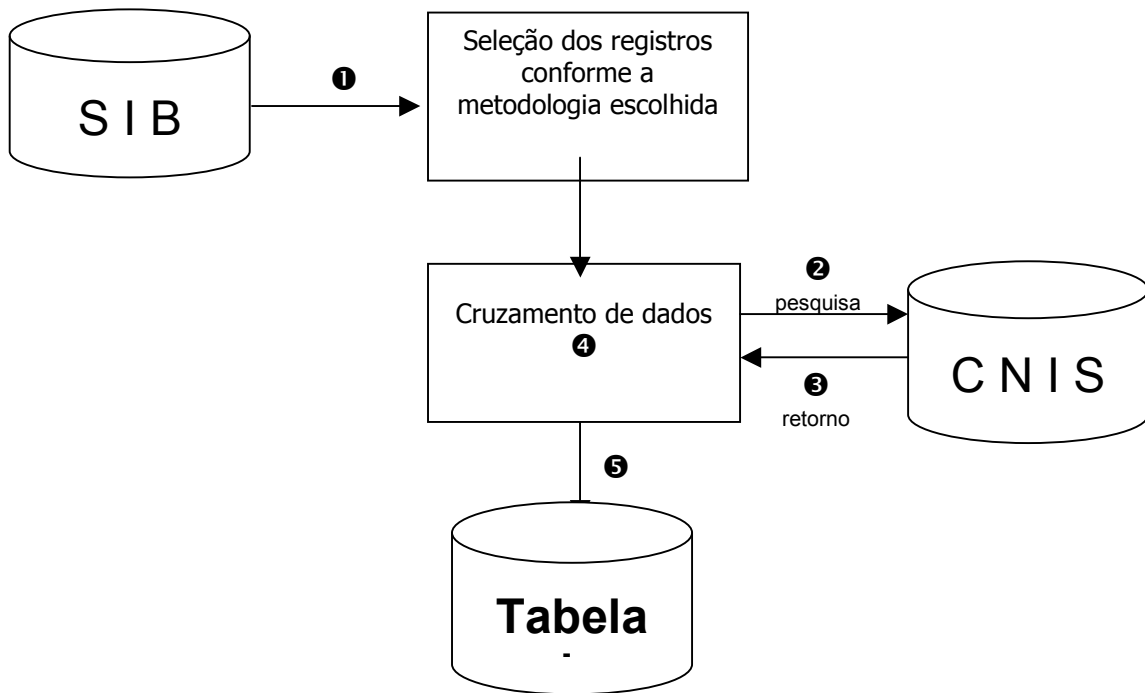 ❶
S I B
Seleção dos registros
conforme a
metodologia escolhida
Cruzamento de dados
❹
❷
pesquisa
❸
retorno
C N I S
❺
Tabela
-